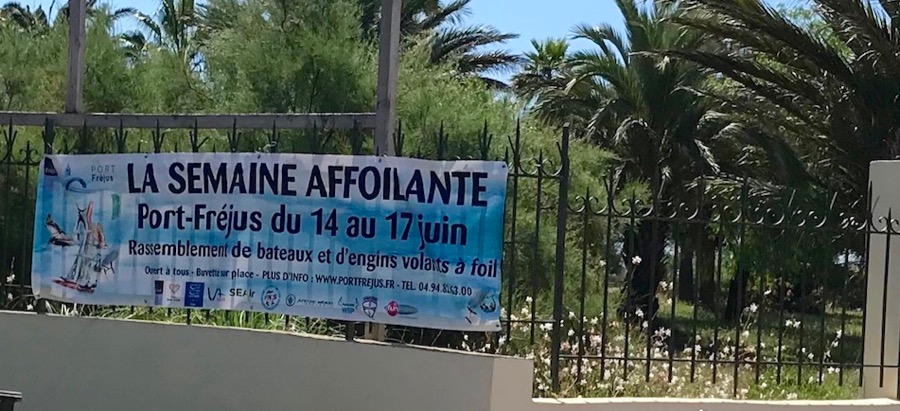 PORT
Fréjus
LA SEMAINE AFFOILANTE
Port-Fréjus du 14 au 17 juin
Rassemblement de bateaux et d'engins volants à foil
Ouvert à tous - Buvette sur place - PLUS D'INFO : WWW.PORTFREJUS.FR - TEL. 04.94.
SEAir